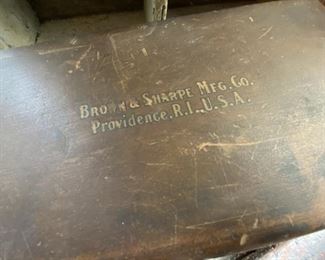 Brown & Sharpe Mfg. Co.
Providence, R.I. U.S.A.